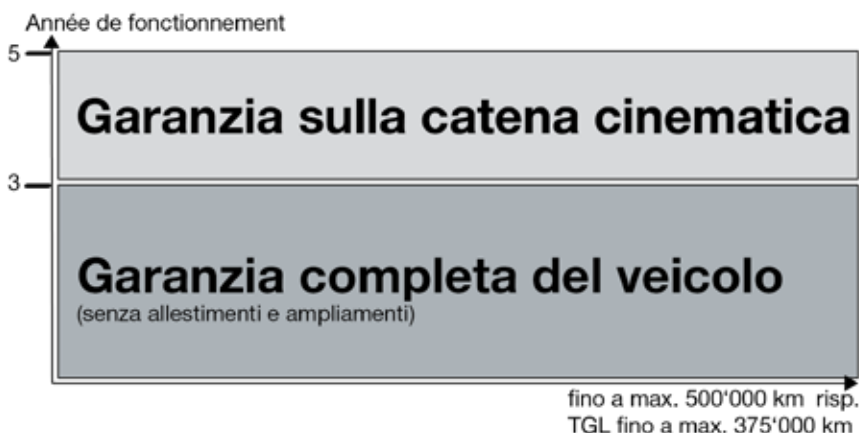 Année de fonctionnement
5
Garanzia sulla catena cinematica
3
Garanzia completa del veicolo
(senza allestimenti e ampliamenti)
fino a max. 500‘000 km risp.
TGL fino a max. 375‘000 km